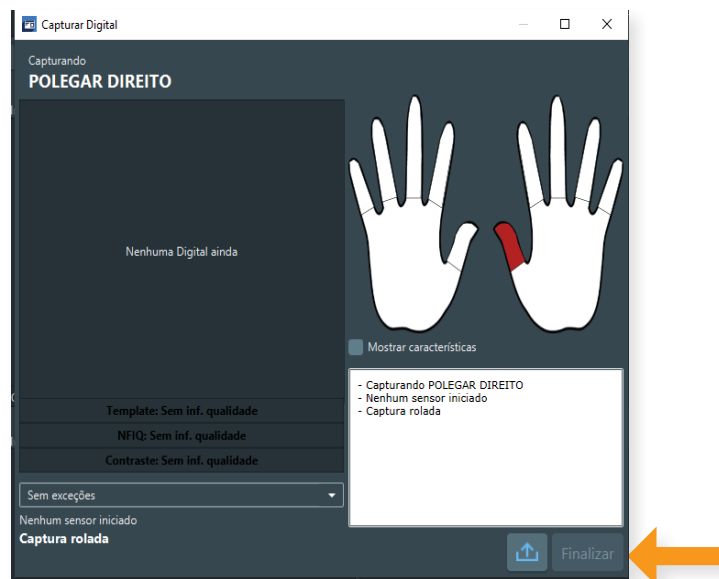 Capturar Digital
Capturando
POLEGAR DIREITO
Nenhuma Digital ainda
Mostrar características
- Capturando POLEGAR DIREITO
- Nenhum sensor iniciado
- Captura rolada
Template: Sem inf. qualidade
NFIQ: Sem inf. qualidade
Contraste: Sem inf. qualidade
Sem exceções
Nenhum sensor iniciado
Captura rolada
Finalizar